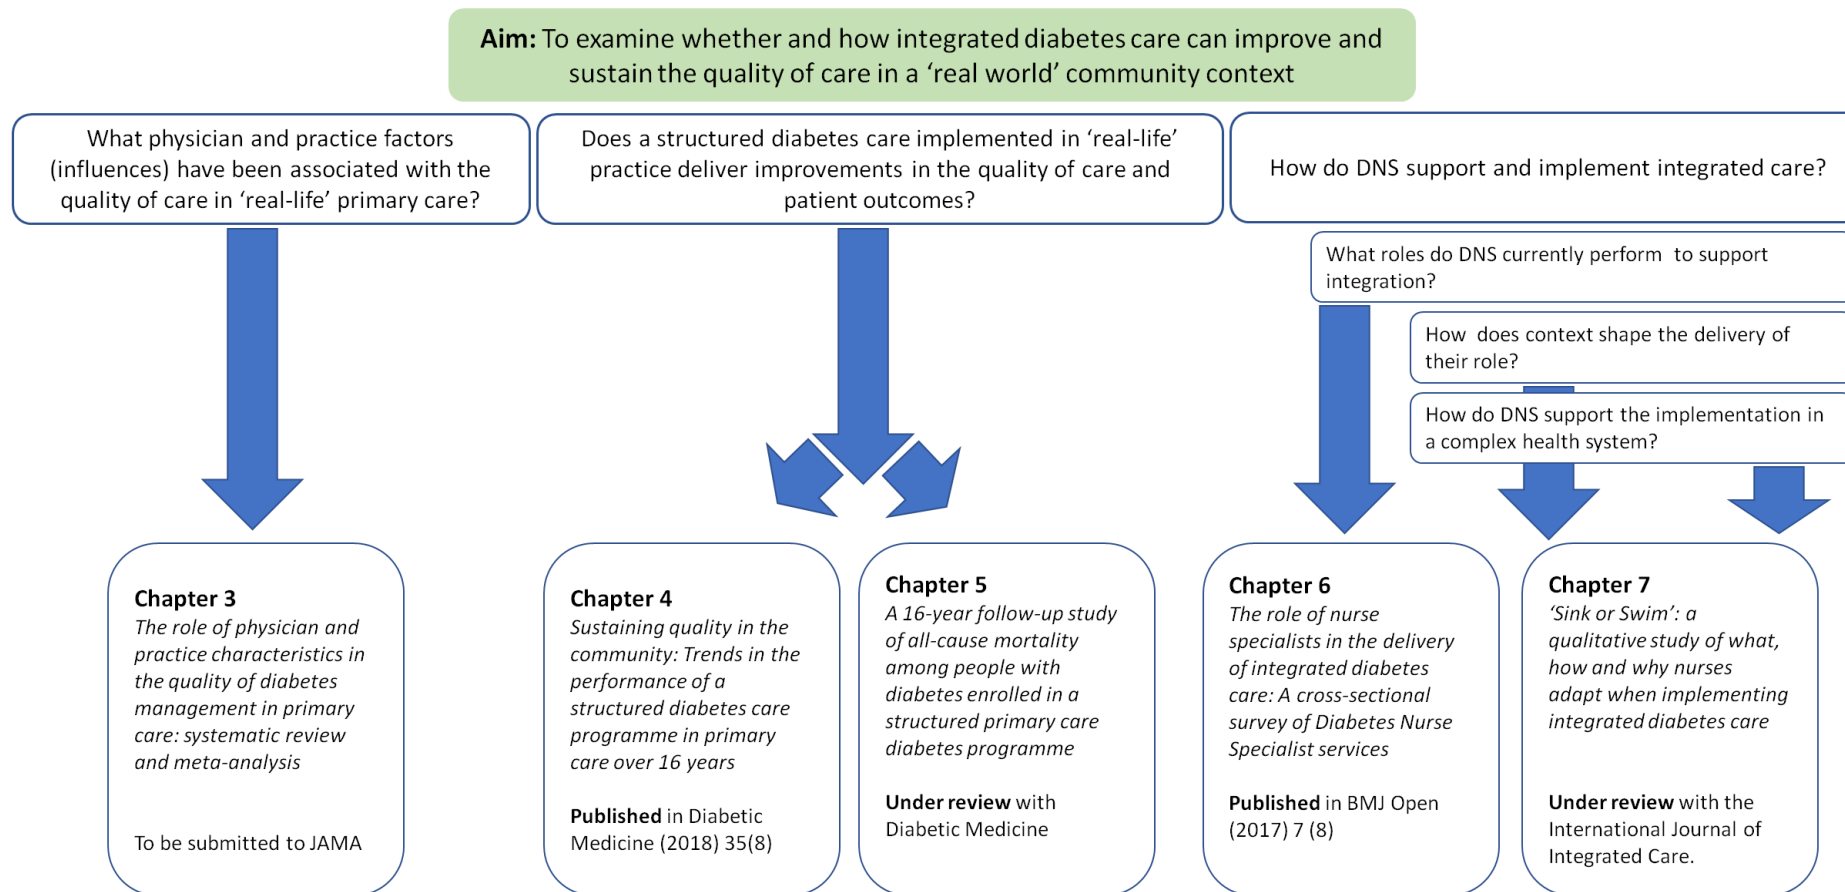 Aim: To examine whether and how integrated diabetes care can improve and
sustain the quality of care in a ‘real world’ community context
What physician and practice factors
(influences) have been associated with the
quality of care in ‘real-life’ primary care?
Does a structured diabetes care implemented in ‘real-life’
practice deliver improvements in the quality of care and
patient outcomes?
How do DNS support and implement integrated care?
What roles do DNS currently perform to support
integration?
How does context shape the delivery of
their role?
How do DNS support the implementation in
a complex health system?
Chapter 3
The role of physician and
practice characteristics in
the quality of diabetes
management in primary
care: systematic review
and meta-analysis
To be submitted to JAMA
Chapter 4
Sustaining quality in the
community: Trends in the
performance of a
structured diabetes care
programme in primary
care over 16 years
Published in Diabetic
Medicine (2018) 35(8)
Chapter 5
A 16-year follow-up study
of all-cause mortality
among people with
diabetes enrolled in a
structured primary care
diabetes programme
Under review with
Diabetic Medicine
Chapter 6
The role of nurse
specialists in the delivery
of integrated diabetes
care: A cross-sectional
survey of Diabetes Nurse
Specialist services
Published in BMJ Open
(2017) 7 (8)
Chapter 7
‘Sink or Swim’: a
qualitative study of what,
how and why nurses
adapt when implementing
integrated diabetes care
Under review with the
International Journal of
Integrated Care.